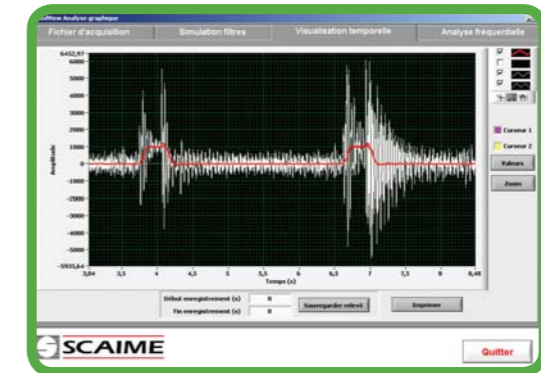 Analyse graphique
Fichier d'acquisition Simulation filtres Visualisation temporelle Analyse fréquentielle
6452,97
6000
5000
4000
3000
2000
1000
0
-1000
-2000
-3000
-4000
-5000
-5935,64
Amplitude
3,04 3,5 4 4,5 5 5,5 6 6,5 7 7,5 8 8,48
Temps (s)
Curseur 1
Curseur 2
Valeurs
Zoom
Début enregistrement (s) 0
Fin enregistrement (s) 0
Sauvegarder relevé
Imprimer
SCAIME
Quitter